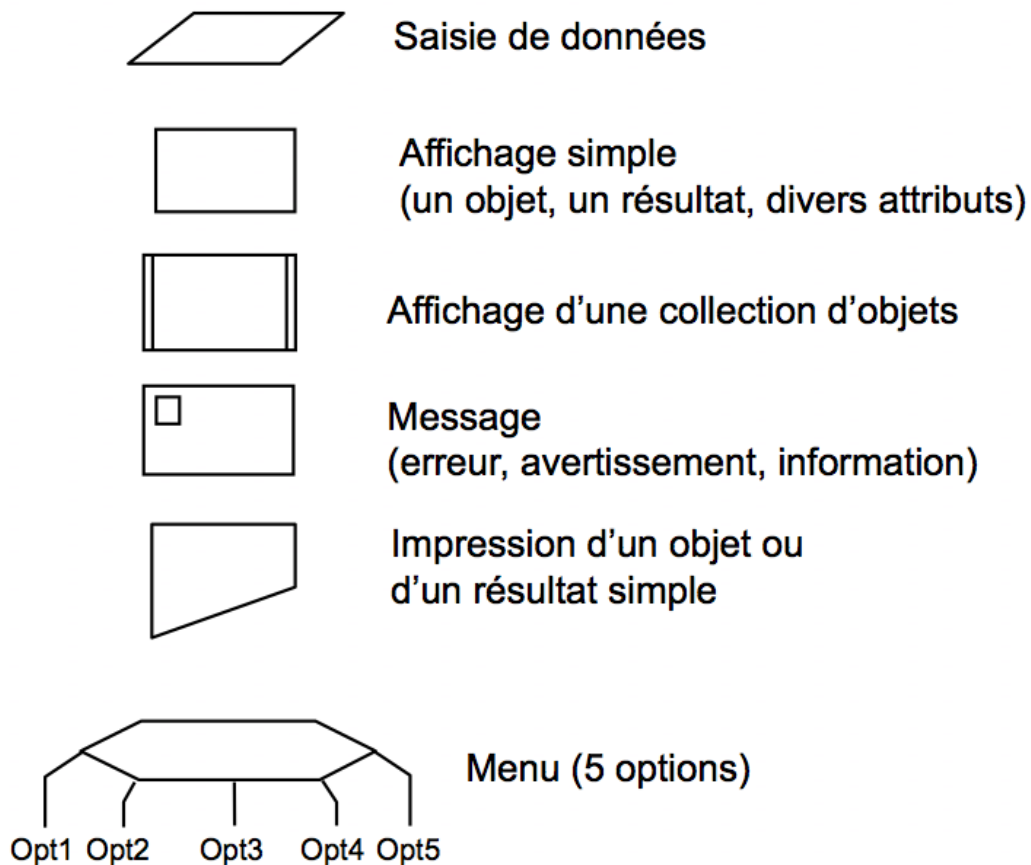 Saisie de données
Affichage simple
(un objet, un résultat, divers attributs)
Affichage d’une collection d’objets
Message
(erreur, avertissement, information)
Impression d’un objet ou
d’un résultat simple
Menu (5 options)
Opt1 Opt2 Opt3 Opt4 Opt5